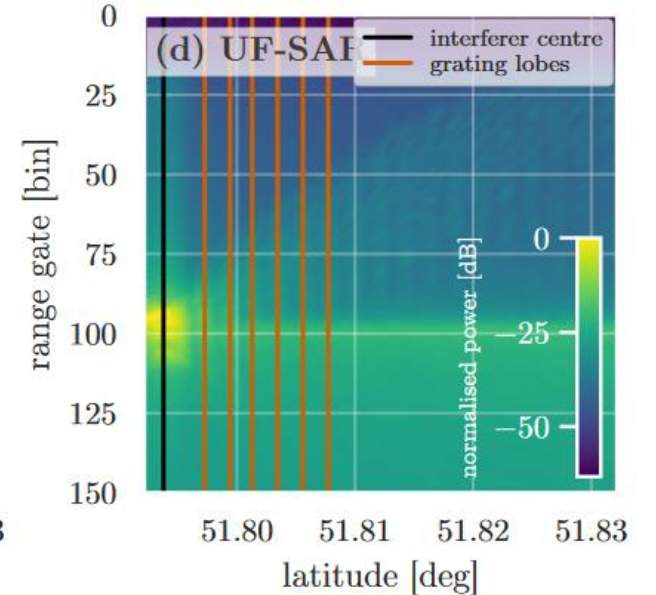 0
(d) UF-SAR
interferer centre
grating lobes
25
50
75
100
125
150
range gate [bin]
0
−25
−50
normalised power [dB]
51.80 51.81 51.82 51.83
latitude [deg]